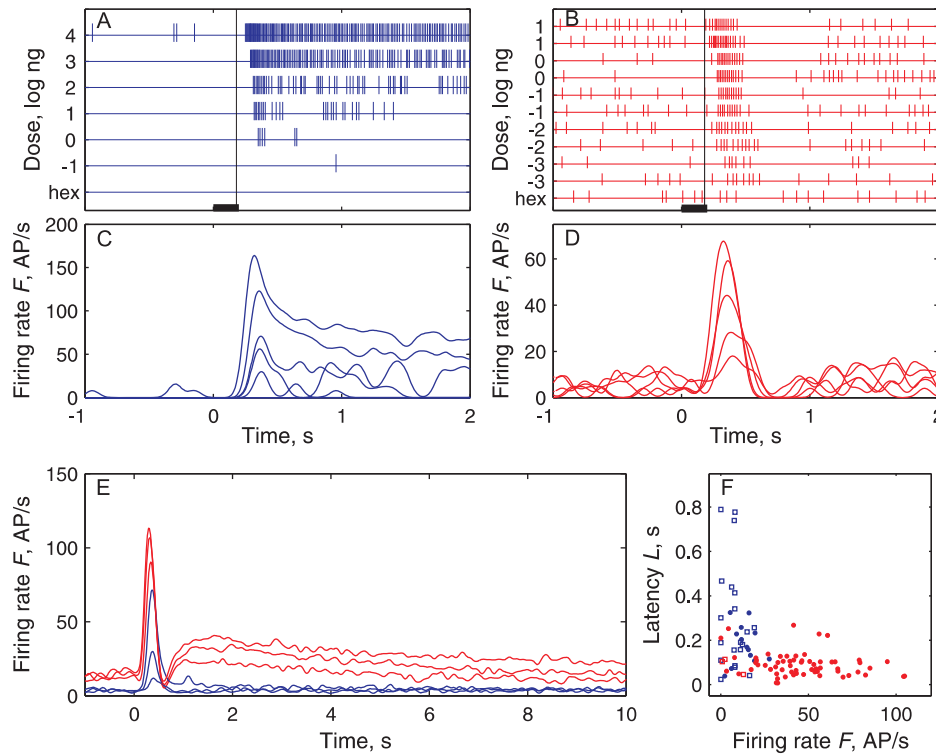 A
Dose, log ng
4
3
2
1
0
-1
hex
B
Dose, log ng
1
1
0
0
-1
-1
-2
-2
-3
-3
hex
C
Firing rate F, AP/s
200
150
100
50
0
-1 0 1 2
Time, s
D
Firing rate F, AP/s
60
40
20
0
-1 0 1 2
Time, s
E
Firing rate F, AP/s
150
100
50
0
0 2 4 6 8 10
Time, s
F
Latency L, s
0.8
0.6
0.4
0.2
0
0 50 100
Firing rate F, AP/s